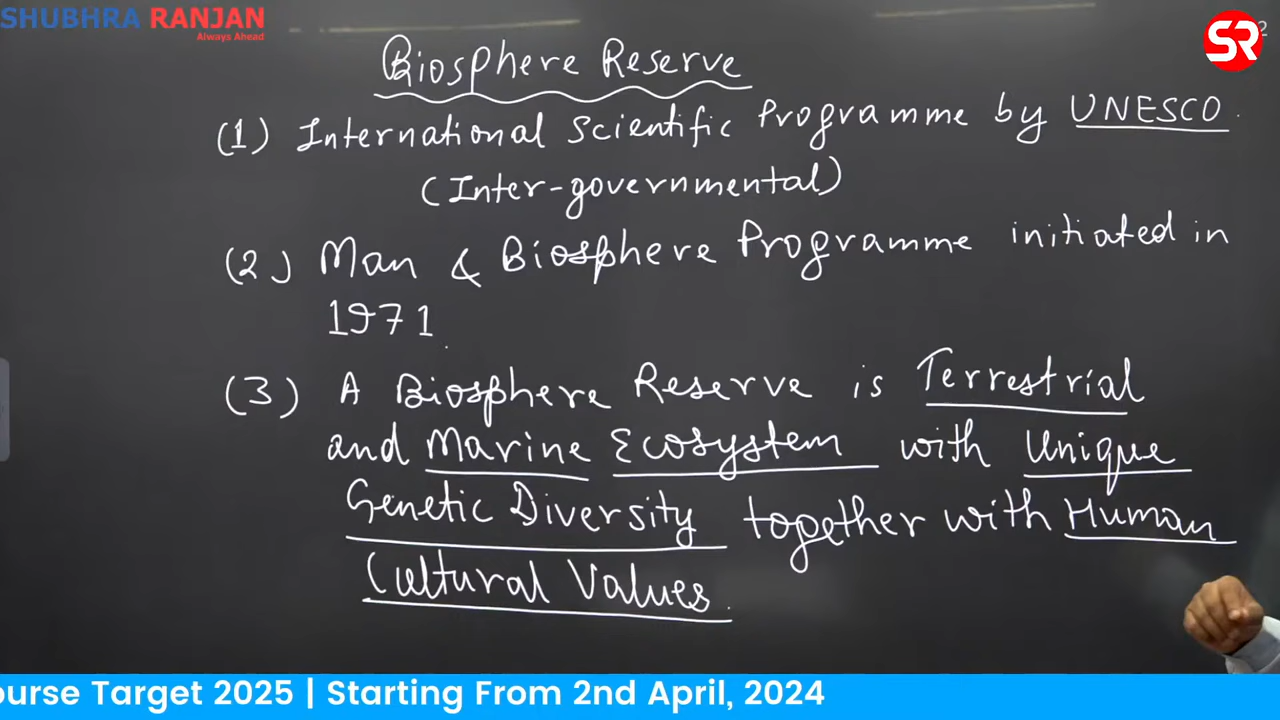 SHUBHRA RANJAN
Always Ahead
SR
2
Biosphere Reserve
(1) International Scientific Programme by UNESCO.
(Inter-governmental)
(2) Man & Biosphere Programme initiated in
1971.
(3) A Biosphere Reserve is Terrestrial
and Marine Ecosystem with Unique
Genetic Diversity together with Human
Cultural Values.
ourse Target 2025 | Starting From 2nd April, 2024